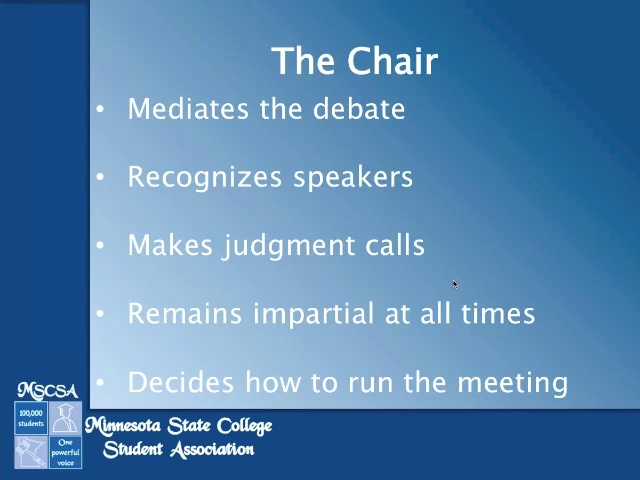 The Chair
• Mediates the debate
• Recognizes speakers
• Makes judgment calls
• Remains impartial at all times
• Decides how to run the meeting
MSCSA
100,000
students
One
powerful
voice
Minnesota State College
Student Association